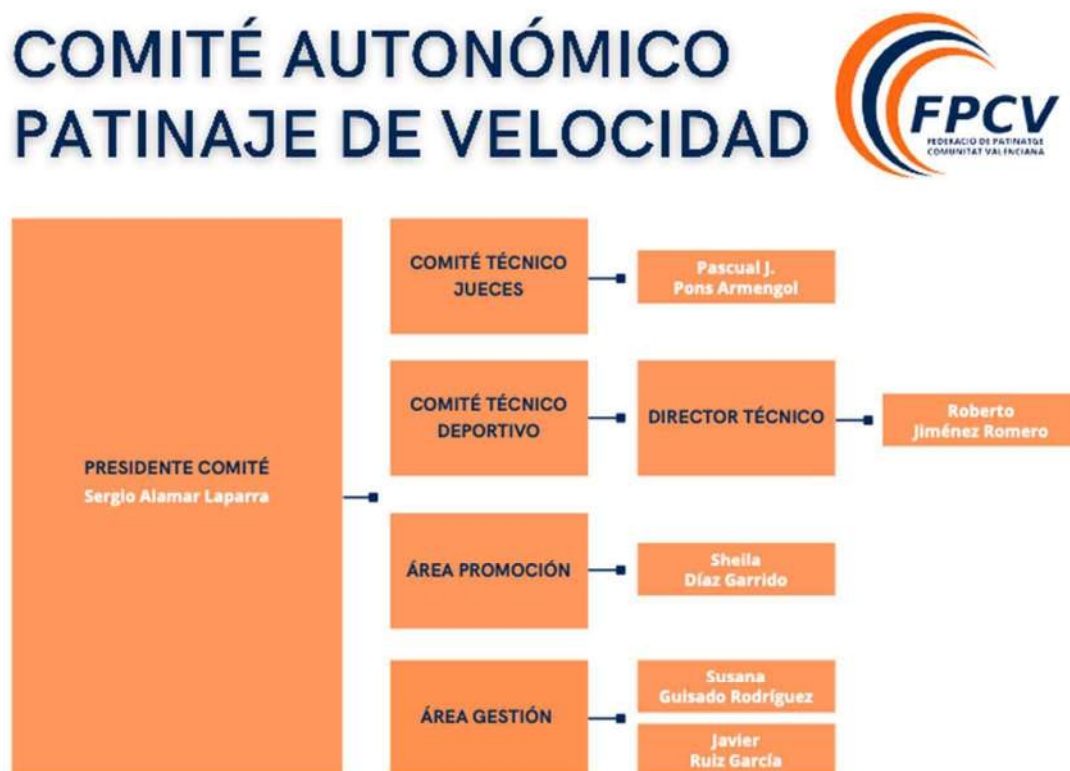 COMITÉ AUTONÓMICO
PATINAJE DE VELOCIDAD
FPCV
FEDERACIÓ DE PATINATGE
COMUNITAT VALENCIANA
PRESIDENTE COMITÉ
Sergio Alamar Laparra
COMITÉ TÉCNICO
JUECES
Pascual J.
Pons Armengol
COMITÉ TÉCNICO
DEPORTIVO
DIRECTOR TÉCNICO
Roberto
Jiménez Romero
ÁREA PROMOCIÓN
Sheila
Díaz Garrido
ÁREA GESTIÓN
Susana
Guisado Rodríguez
Javier
Ruiz García